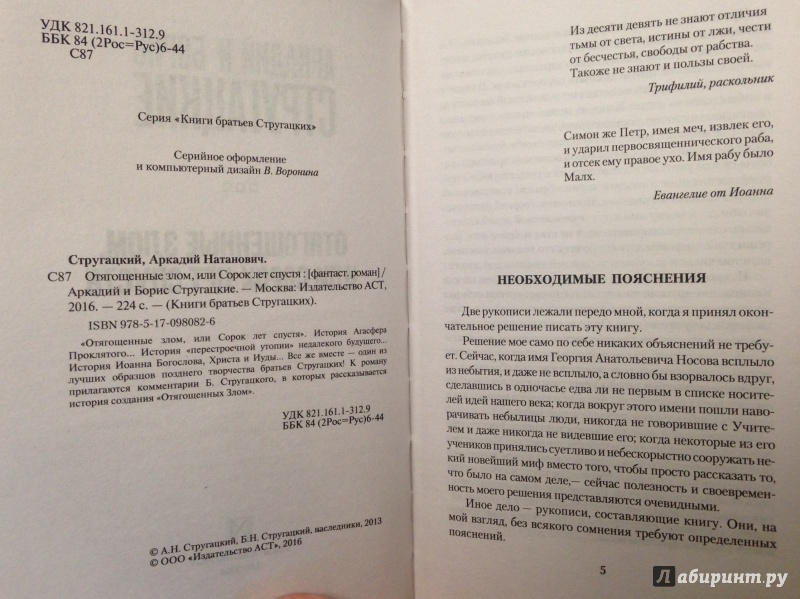 УДК 821.161.1-312.9
ББК 84 (2Рос=Рус)6-44
С87
Серия «Книги братьев Стругацких»
Серийное оформление
и компьютерный дизайн В. Воронина
Стругацкий, Аркадий Натанович.
С87 Отягощенные злом, или Сорок лет спустя : [фантаст. роман] /
Аркадий и Борис Стругацкие. — Москва: Издательство АСТ,
2016. — 224 с. — (Книги братьев Стругацких).
ISBN 978-5-17-098082-6
«Отягощенные злом, или Сорок лет спустя». История Агасфера
Проклятого... История «перестроечной утопии» недалекого будущего...
История Иоанна Богослова, Христа и Иуды... Все же вместе — один из
лучших образцов позднего творчества братьев Стругацких! К роману
прилагаются комментарии Б. Стругацкого, в которых рассказывается
история создания «Отягощенных Злом».
УДК 821.161.1-312.9
ББК 84 (2Рос=Рус)6-44
© А.Н. Стругацкий, Б.Н. Стругацкий, наследники, 2013
© ООО «Издательство АСТ», 2016
Из десяти девять не знают отличия
тьмы от света, истины от лжи, чести
от бесчестья, свободы от рабства.
Такоже не знают и пользы своей.
Трифилий, раскольник
Симон же Петр, имея меч, извлек его,
и ударил первосвященнического раба,
и отсек ему правое ухо. Имя рабу было
Малх.
Евангелие от Иоанна
НЕОБХОДИМЫЕ ПОЯСНЕНИЯ
Две рукописи лежали передо мной, когда я принял окон-
чательное решение писать эту книгу.
Решение мое само по себе никаких объяснений не требу-
ет. Сейчас, когда имя Георгия Анатольевича Носова всплыло
из небытия, и даже не всплыло, а словно бы взорвалось вдруг,
сделавшись в одночасье едва ли не первым в списке носите-
лей идей нашего века; когда вокруг этого имени пошли наво-
рачивать небылицы люди, никогда не говорившие с Учите-
лем и даже никогда не видевшие его; когда некоторые из его
учеников принялись суетливо и небескорыстно сооружать не-
кий новейший миф вместо того, чтобы просто рассказать то,
что было на самом деле,— сейчас полезность и своевремен-
ность моего решения представляются очевидными.
Иное дело — рукописи, составляющие книгу. Они, на
мой взгляд, без всякого сомнения требуют определенных
пояснений.
5
Лабиринт.ру